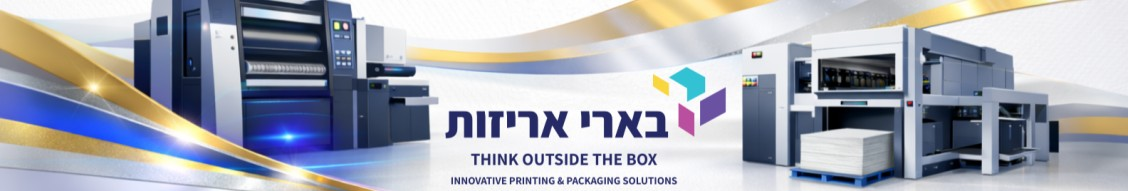 בארי אריזות
THINK OUTSIDE THE BOX
INNOVATIVE PRINTING & PACKAGING SOLUTIONS